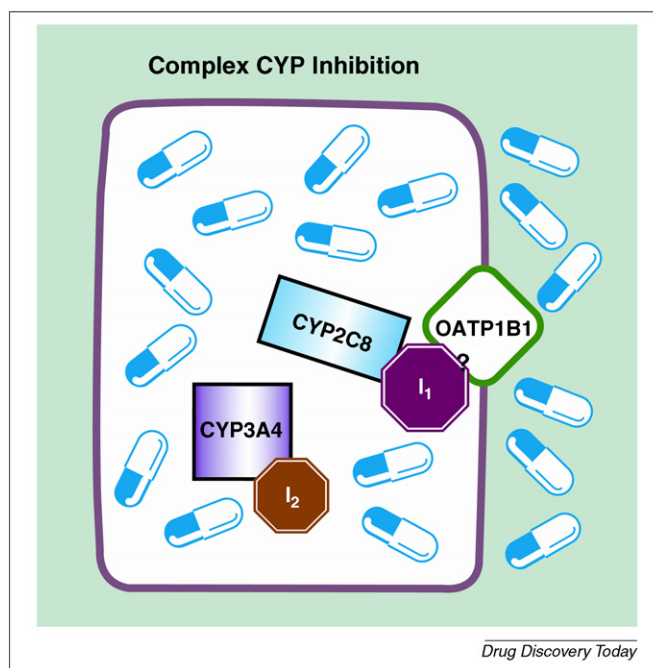 Complex CYP Inhibition
OATP1B1
?
CYP2C8
I₁
CYP3A4
I₂
Drug Discovery Today